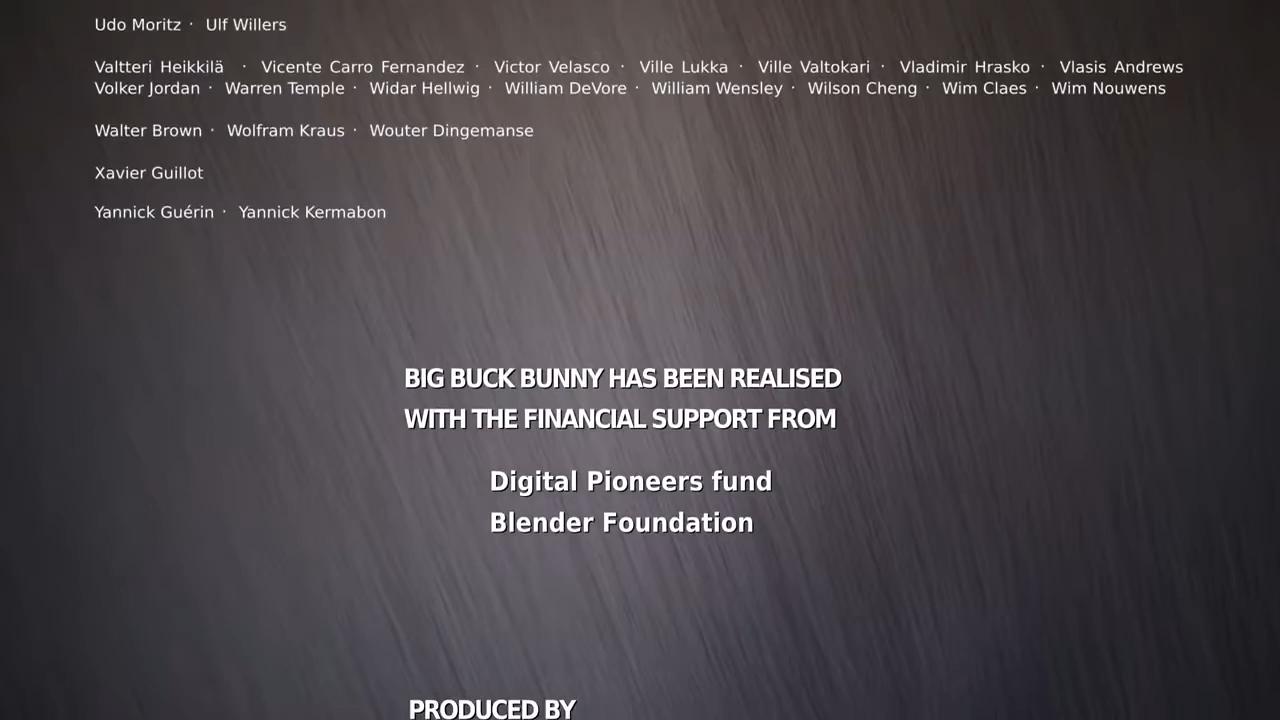 Udo Moritz · Ulf Willers
Valtteri Heikkilä · Vicente Carro Fernandez · Victor Velasco · Ville Lukka · Ville Valtokari · Vladimir Hrasko · Vlasis Andrews
Volker Jordan · Warren Temple · Widar Hellwig · William DeVore · William Wensley · Wilson Cheng · Wim Claes · Wim Nouwens
Walter Brown · Wolfram Kraus · Wouter Dingemanse
Xavier Guillot
Yannick Guérin · Yannick Kermabon
BIG BUCK BUNNY HAS BEEN REALISED
WITH THE FINANCIAL SUPPORT FROM
Digital Pioneers fund
Blender Foundation
PRODUCED BY